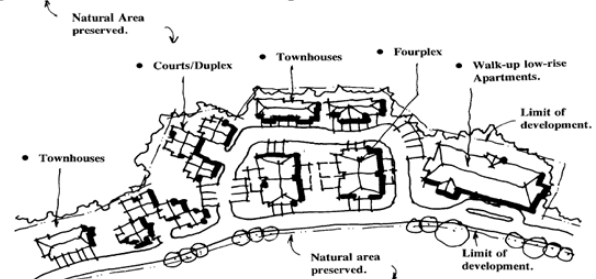 Natural Area
preserved.
• Courts/Duplex
• Townhouses
• Fourplex
• Walk-up low-rise
Apartments.
Limit of
development.
• Townhouses
Natural area
preserved.
Limit of
development.